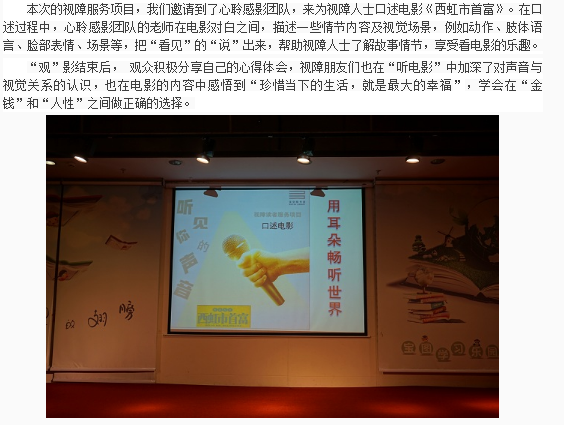 本次的视障服务项目，我们邀请到了心聆感影团队，来为视障人士口述电影《西虹市首富》。在口
述过程中，心聆感影团队的老师在电影对白之间，描述一些情节内容及视觉场景，例如动作、肢体语
言、脸部表情、场景等，把“看见”的“说”出来，帮助视障人士了解故事情节，享受看电影的乐趣。
“观”影结束后， 观众积极分享自己的心得体会，视障朋友们也在“听电影”中加深了对声音与
视觉关系的认识，也在电影的内容中感悟到“珍惜当下的生活，就是最大的幸福”，学会在“金
钱”和“人性”之间做正确的选择。
听见你的声音
口述电影
用耳朵畅听世界
西虹市首富
的翅膀